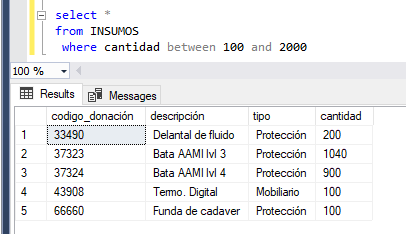 select *
from INSUMOS
where cantidad between 100 and 2000
100 %
Results Messages
codigo_donación descripción tipo cantidad
1 33490 Delantal de fluido Protección 200
2 37323 Bata AAMI lvl 3 Protección 1040
3 37324 Bata AAMI lvl 4 Protección 900
4 43908 Termo. Digital Mobiliario 100
5 66660 Funda de cadaver Protección 100